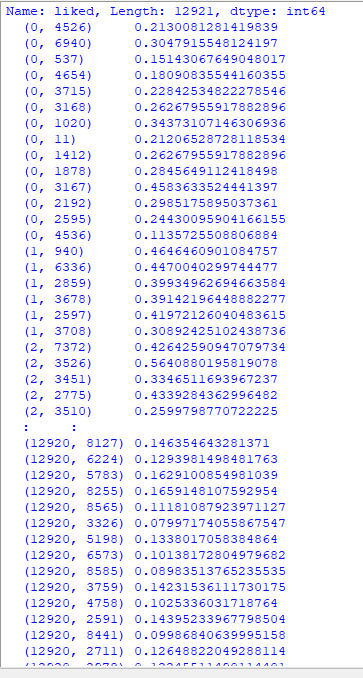 Name: liked, Length: 12921, dtype: int64
(0, 4526) 0.2130081281419839
(0, 6940) 0.3047915548124197
(0, 537) 0.15143067649048017
(0, 4654) 0.18090835544160355
(0, 3715) 0.22842534822278546
(0, 3168) 0.26267955917882896
(0, 1020) 0.34373107146306936
(0, 11) 0.21206528728118534
(0, 1412) 0.26267955917882896
(0, 1878) 0.2845649112418498
(0, 3167) 0.4583633524441397
(0, 2192) 0.2985175895037361
(0, 2595) 0.24430095904166155
(0, 4536) 0.1135725508806884
(1, 940) 0.4646460901084757
(1, 6336) 0.4470040299744477
(1, 2859) 0.39934962694663584
(1, 3678) 0.39142196448882277
(1, 2597) 0.41972126040483615
(1, 3708) 0.30892425102438736
(2, 7372) 0.42642590947079734
(2, 3526) 0.5640880195819078
(2, 3451) 0.3346511693967237
(2, 2775) 0.4339284362996482
(2, 3510) 0.2599798770722225
: :
(12920, 8127) 0.146354643281371
(12920, 6224) 0.1293981498481763
(12920, 5783) 0.1629100854981039
(12920, 8255) 0.1659148107592954
(12920, 8565) 0.11181087923971127
(12920, 3326) 0.07997174055867547
(12920, 5198) 0.1338017058384864
(12920, 6573) 0.10138172804979682
(12920, 8585) 0.08983513765235535
(12920, 3759) 0.14231536111730175
(12920, 4758) 0.1025336031718764
(12920, 2591) 0.14395233967798504
(12920, 8441) 0.09986840639995158
(12920, 2711) 0.12648822049288114